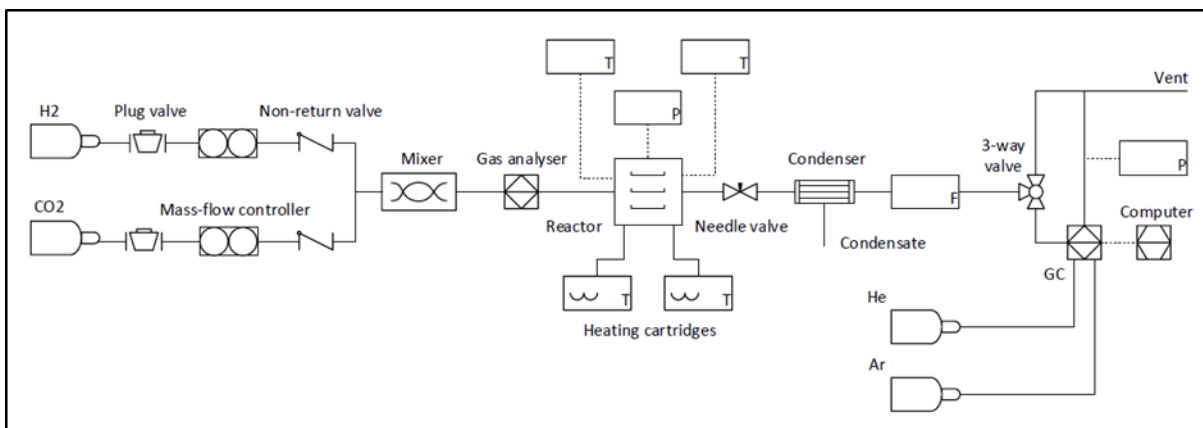 T
T
Vent
H2
Plug valve
Non-return valve
P
Mixer
Gas analyser
Condenser
3-way
valve
P
CO2
Mass-flow controller
F
Reactor
Needle valve
Computer
Condensate
GC
T
T
He
Heating cartridges
Ar